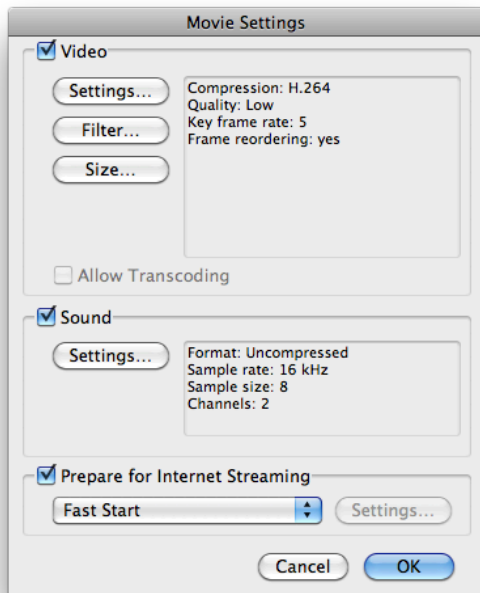 Movie Settings
Video
Settings...
Filter...
Size...
Compression: H.264
Quality: Low
Key frame rate: 5
Frame reordering: yes
Allow Transcoding
Sound
Settings...
Format: Uncompressed
Sample rate: 16 kHz
Sample size: 8
Channels: 2
Prepare for Internet Streaming
Fast Start
Settings...
Cancel
OK